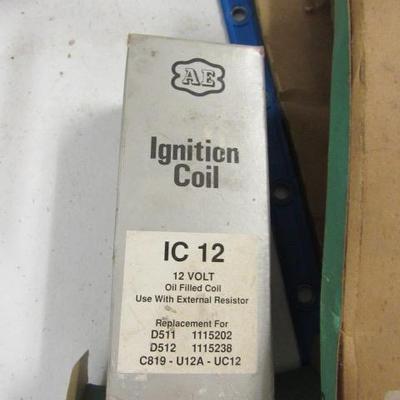 AE
Ignition
Coil
IC 12
12 VOLT
Oil Filled Coil
Use With External Resistor
Replacement For
D511 1115202
D512 1115238
C819 - U12A - UC12